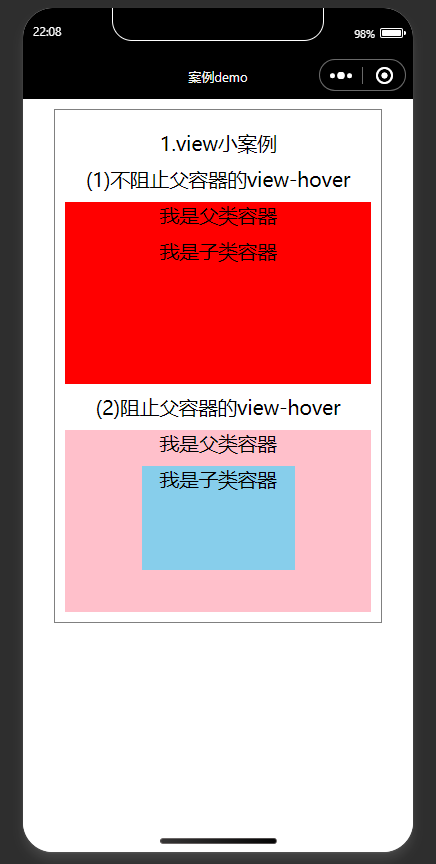 22:08
98%
案例demo
1.view小案例
(1)不阻止父容器的view-hover
我是父类容器
我是子类容器
(2)阻止父容器的view-hover
我是父类容器
我是子类容器